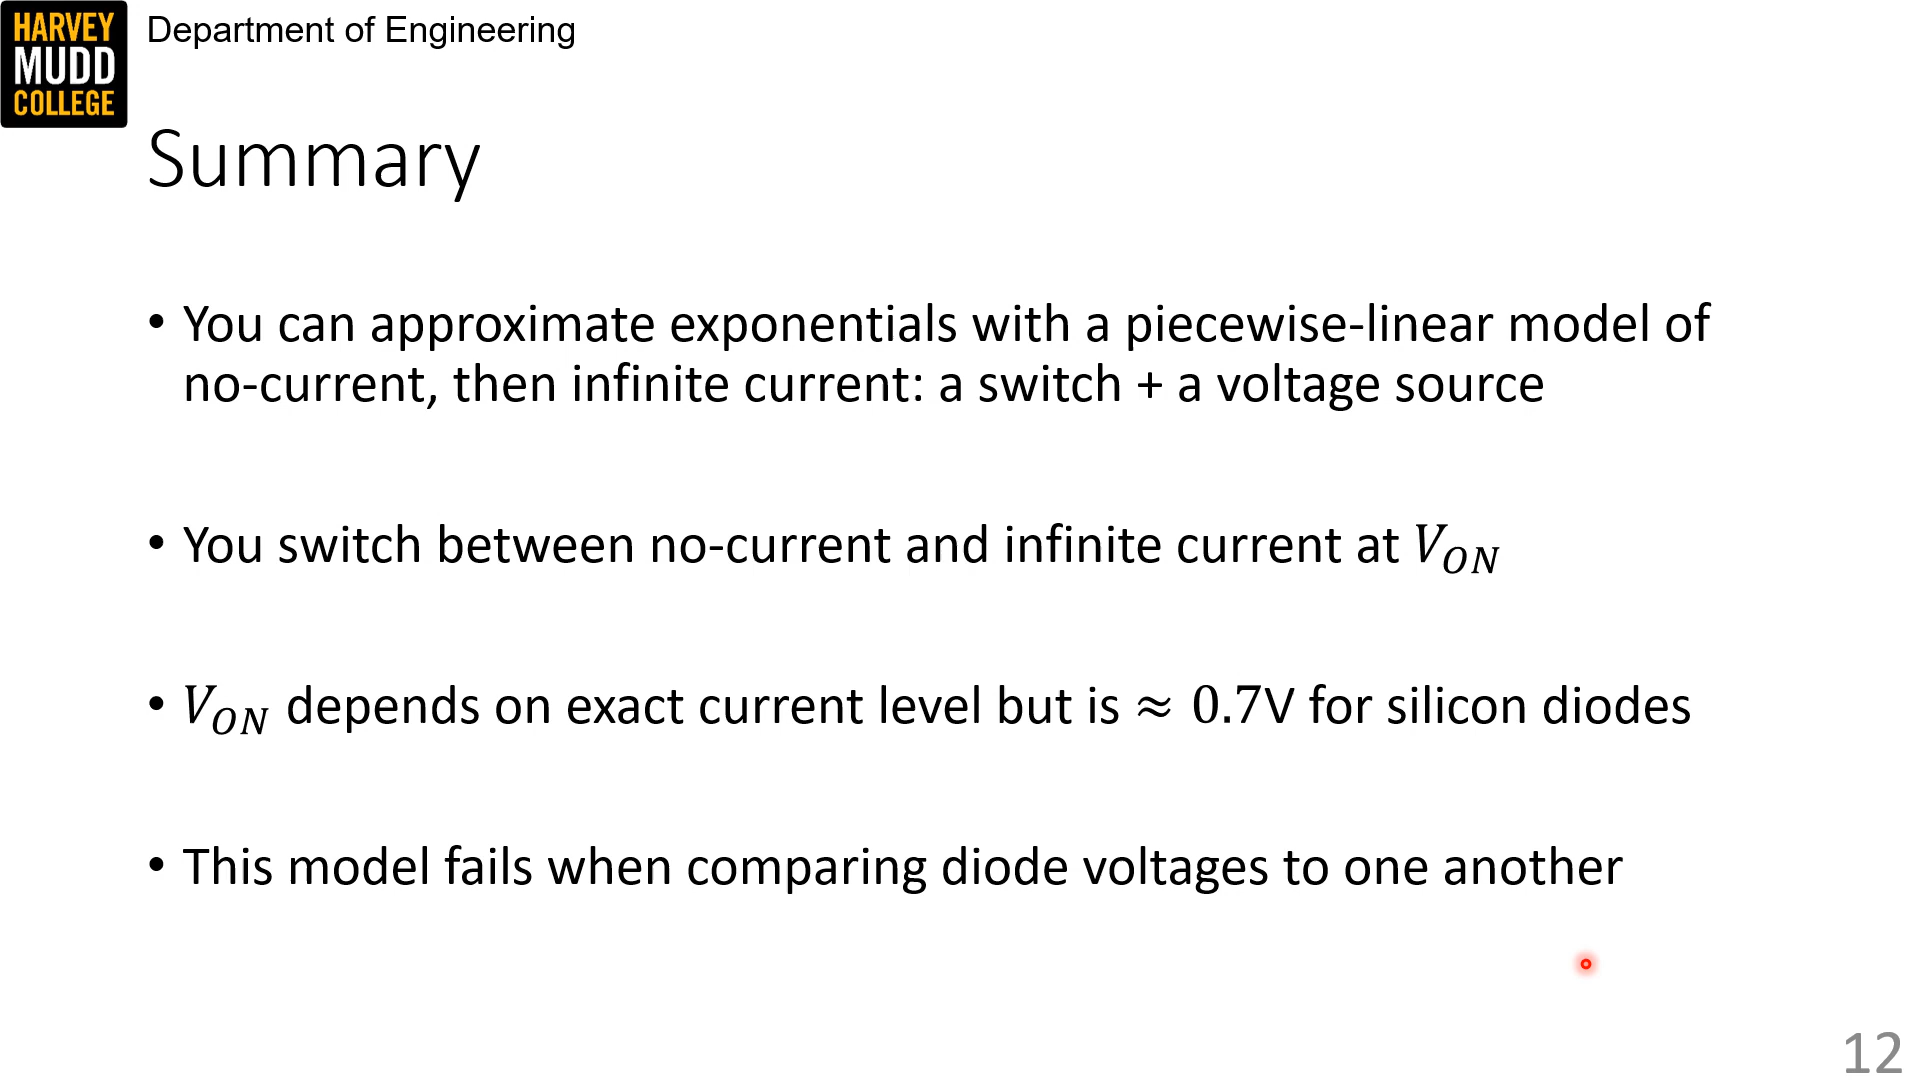 HARVEY
MUDD
COLLEGE
Department of Engineering
Summary
• You can approximate exponentials with a piecewise-linear model of
no-current, then infinite current: a switch + a voltage source
• You switch between no-current and infinite current at V_ON
• V_ON depends on exact current level but is ≈ 0.7V for silicon diodes
• This model fails when comparing diode voltages to one another
12